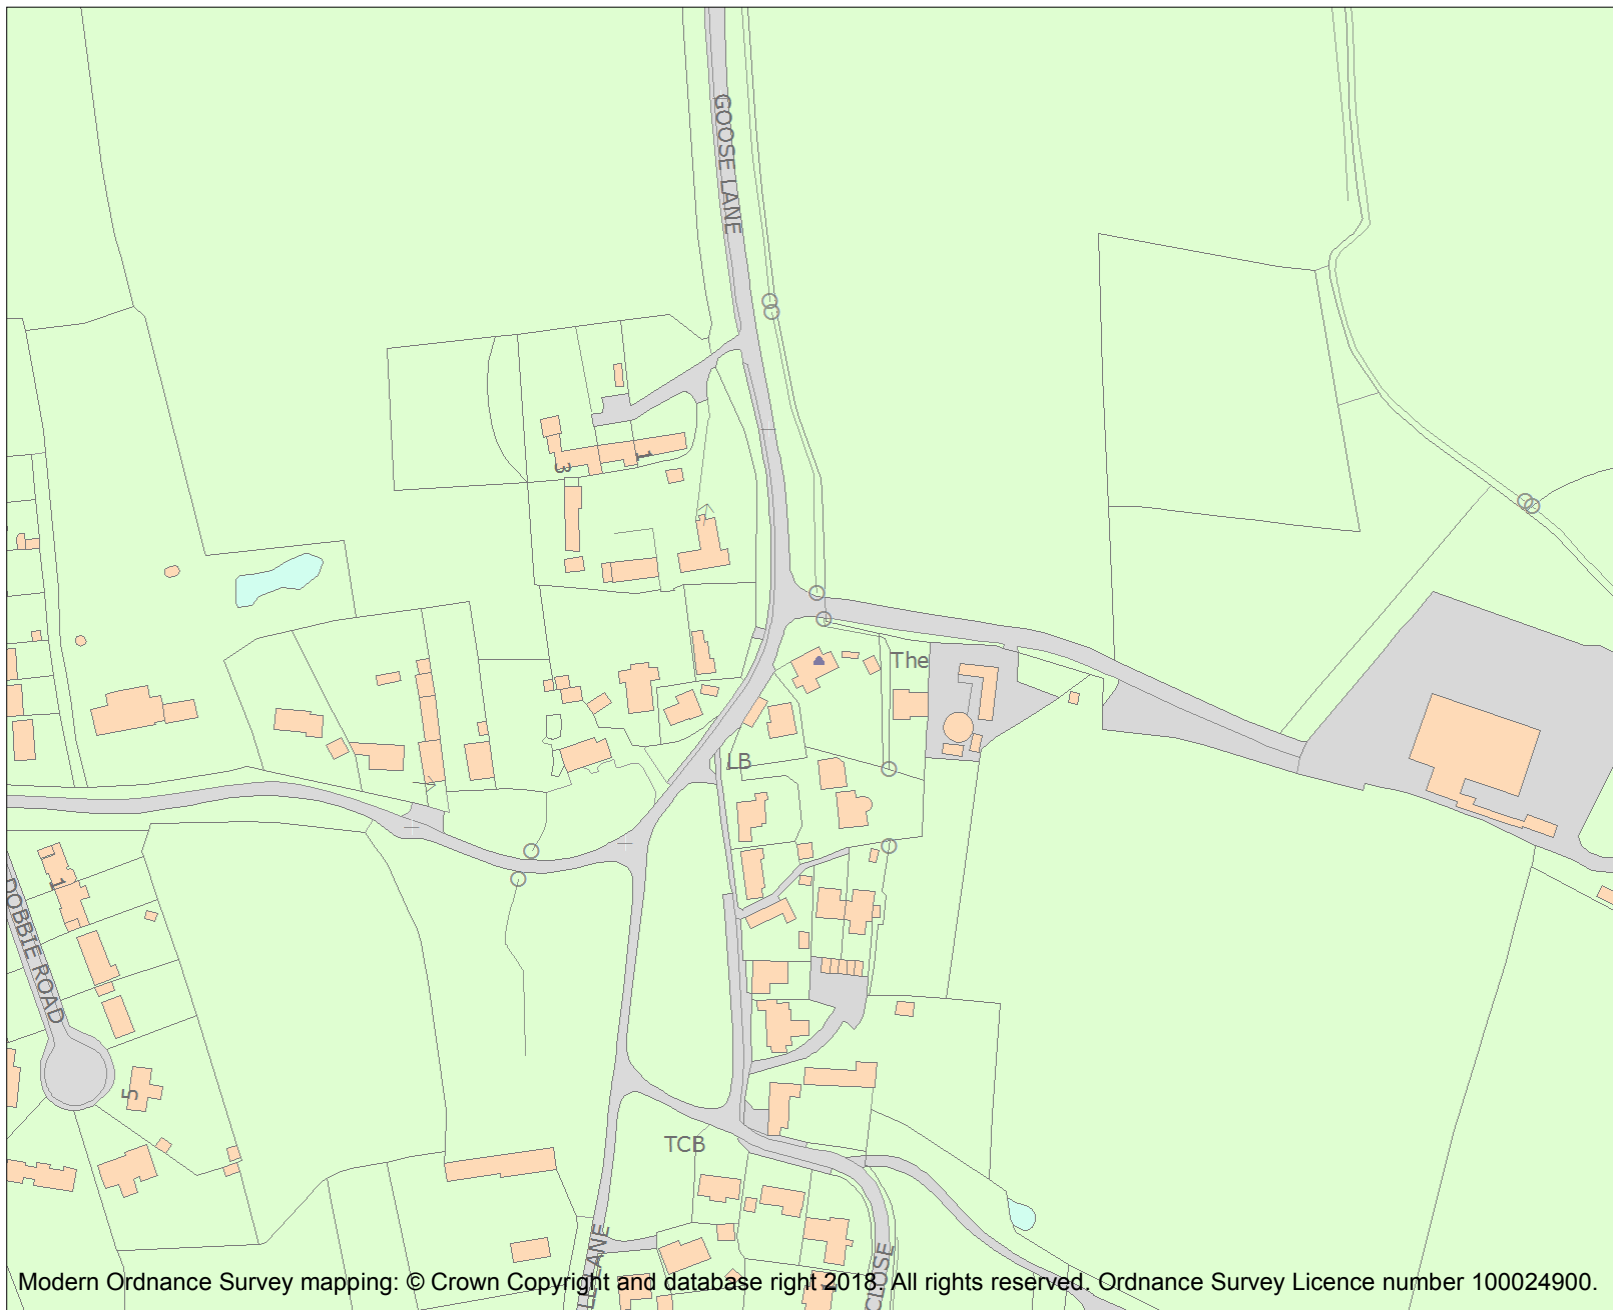 GOOSE LANE
3
1
The
LB
1
DOBBIE ROAD
5
TCB
LANE
CLOSE
Modern Ordnance Survey mapping: © Crown Copyright and database right 2018. All rights reserved. Ordnance Survey Licence number 100024900.